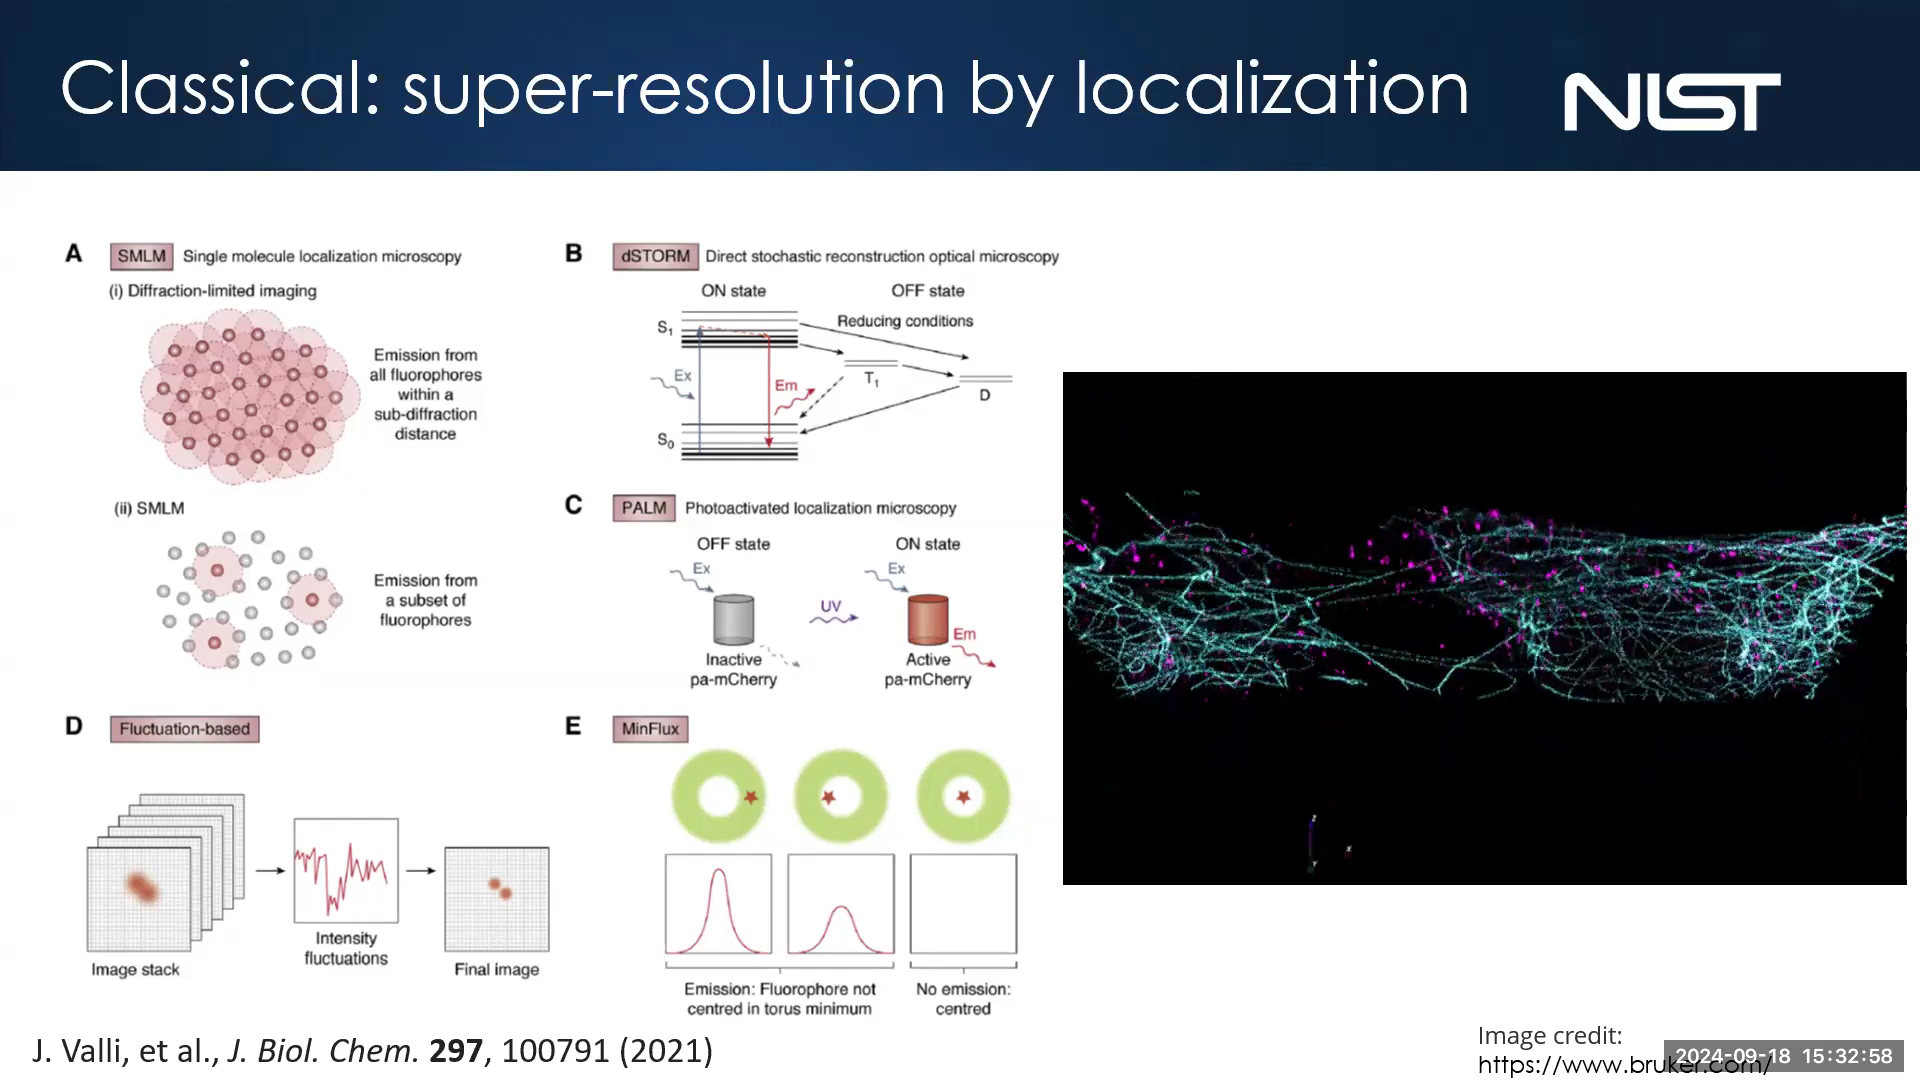 Classical: super-resolution by localization
NIST
A SMLM Single molecule localization microscopy
(i) Diffraction-limited imaging
Emission from
all fluorophores
within a
sub-diffraction
distance
(ii) SMLM
Emission from
a subset of
fluorophores
B dSTORM Direct stochastic reconstruction optical microscopy
ON state OFF state
Reducing conditions
S1
Ex
Em
T1
D
S0
C PALM Photoactivated localization microscopy
OFF state ON state
Ex Ex
UV
Em
Inactive
pa-mCherry
Active
pa-mCherry
D Fluctuation-based
Image stack
Intensity
fluctuations
Final image
E MinFlux
Emission: Fluorophore not
centred in torus minimum
No emission:
centred
z
Y
x
J. Valli, et al., J. Biol. Chem. 297, 100791 (2021)
Image credit:
https://www.bruker.com/
2024-09-18 15:32:58